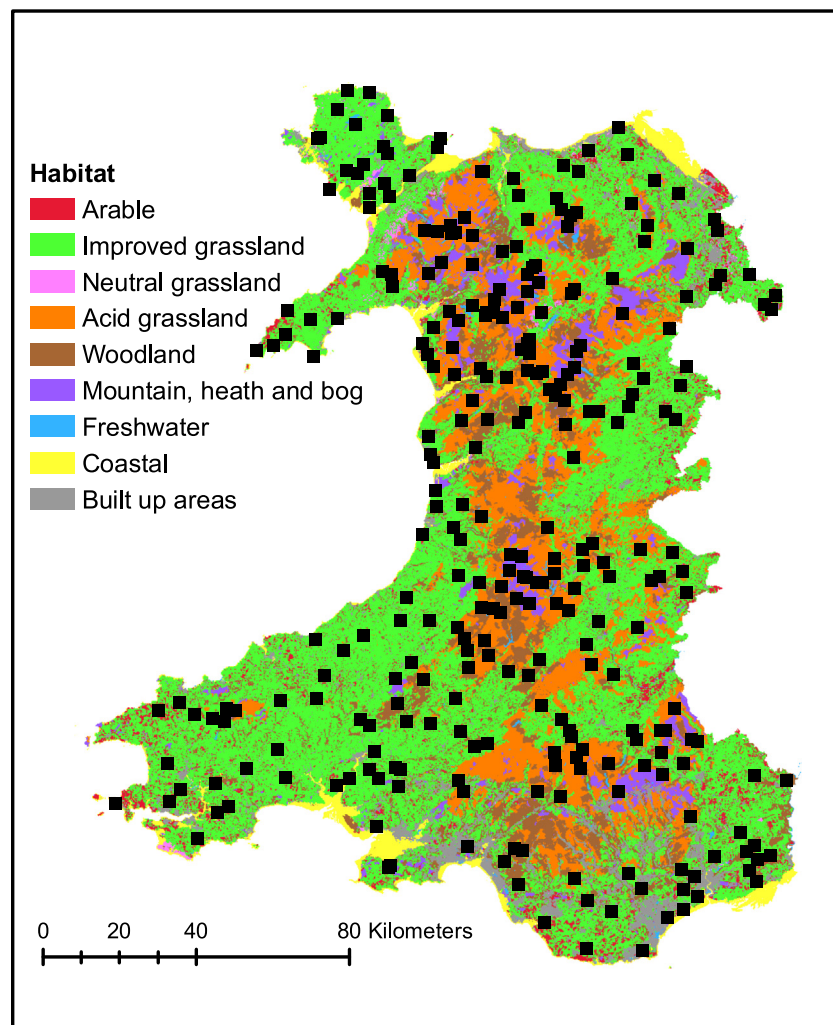 Habitat
Arable
Improved grassland
Neutral grassland
Acid grassland
Woodland
Mountain, heath and bog
Freshwater
Coastal
Built up areas
0 20 40 80 Kilometers